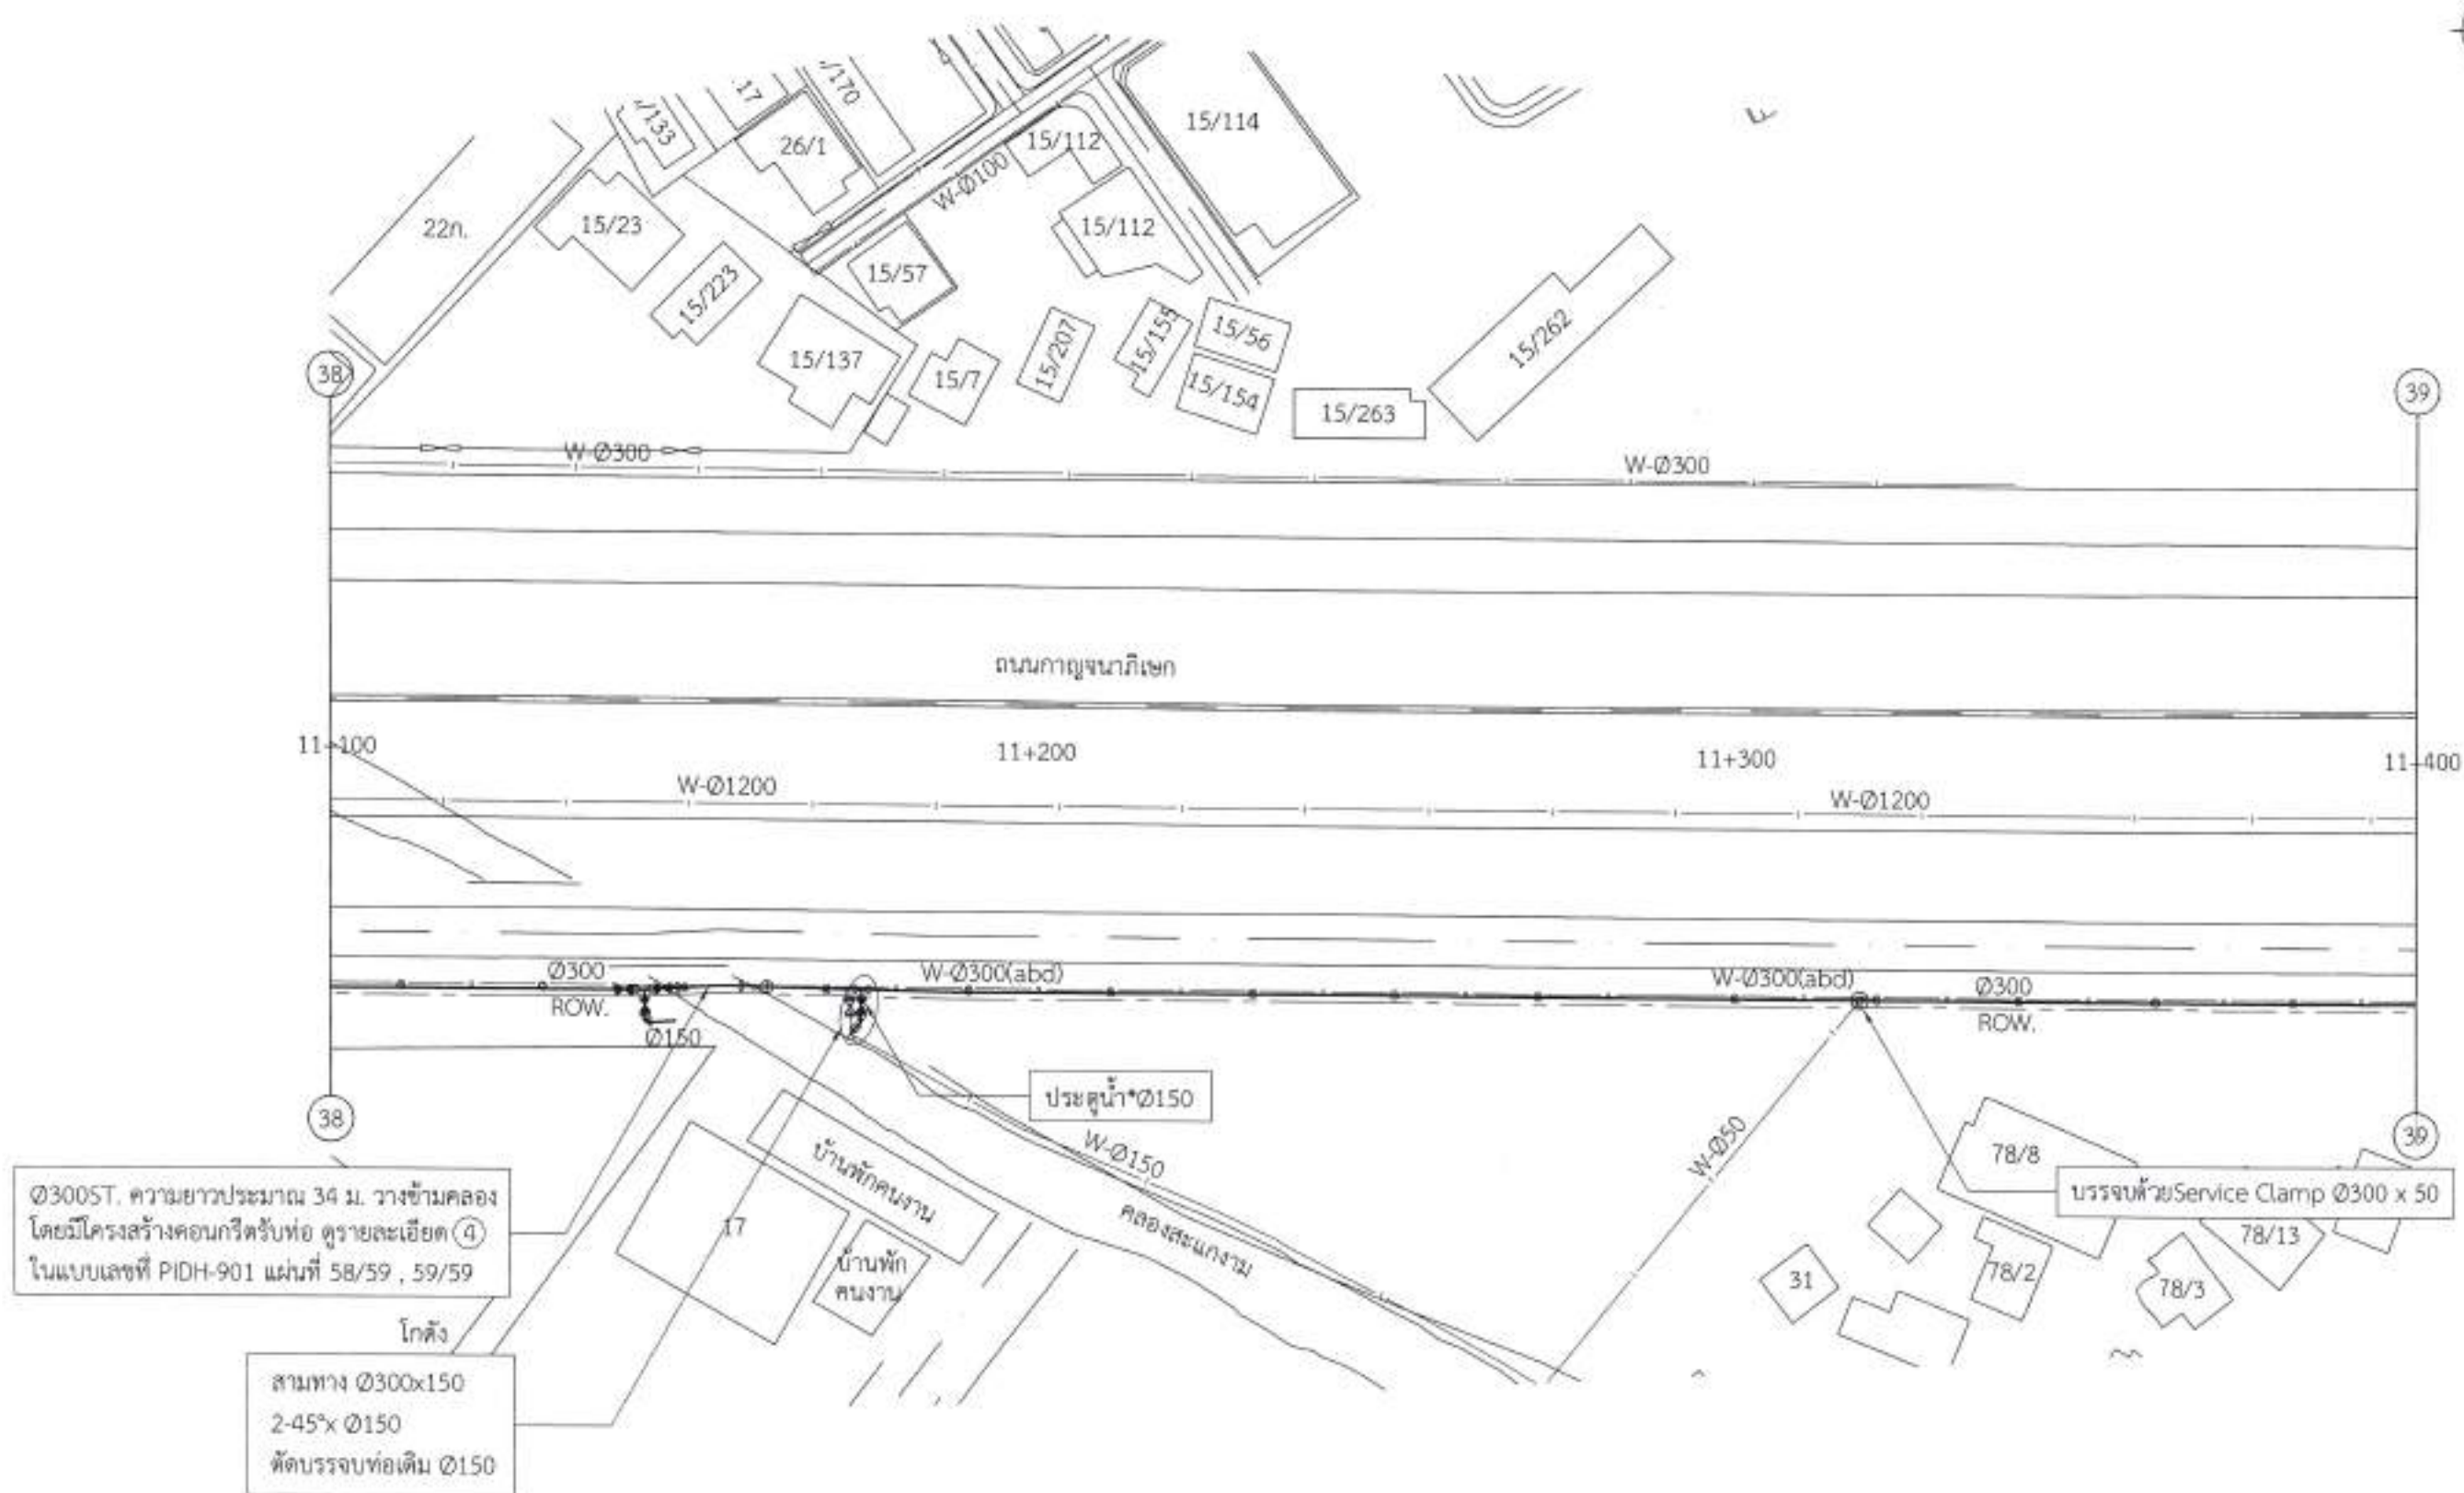 15/114
/170
:17
/133
26/1
15/112
W-Ø100
22ก.
15/23
15/112
15/57
15/223
15/137
15/7
15/207
15/155
15/56
15/154
15/263
15/262
38
39
W-Ø300
W-Ø300
ถนนกาญจนาภิเษก
11+100
11+200
11+300
11+400
W-Ø1200
W-Ø1200
Ø300
W-Ø300(abd)
W-Ø300(abd)
Ø300
ROW.
ROW.
Ø150
ประตูน้ำ*Ø150
38
39
W-Ø150
W-Ø50
บ้านพักคนงาน
17
บ้านพัก
คนงาน
คลองสะแกงาม
78/8
บรรจบด้วยService Clamp Ø300 x 50
78/13
78/2
31
78/3
Ø300ST. ความยาวประมาณ 34 ม. วางข้ามคลอง
โดยมีโครงสร้างคอนกรีตรับท่อ ดูรายละเอียด 4
ในแบบเลขที่ PIDH-901 แผ่นที่ 58/59 , 59/59
โกดัง
สามทาง Ø300x150
2-45°x Ø150
ตัดบรรจบท่อเดิม Ø150